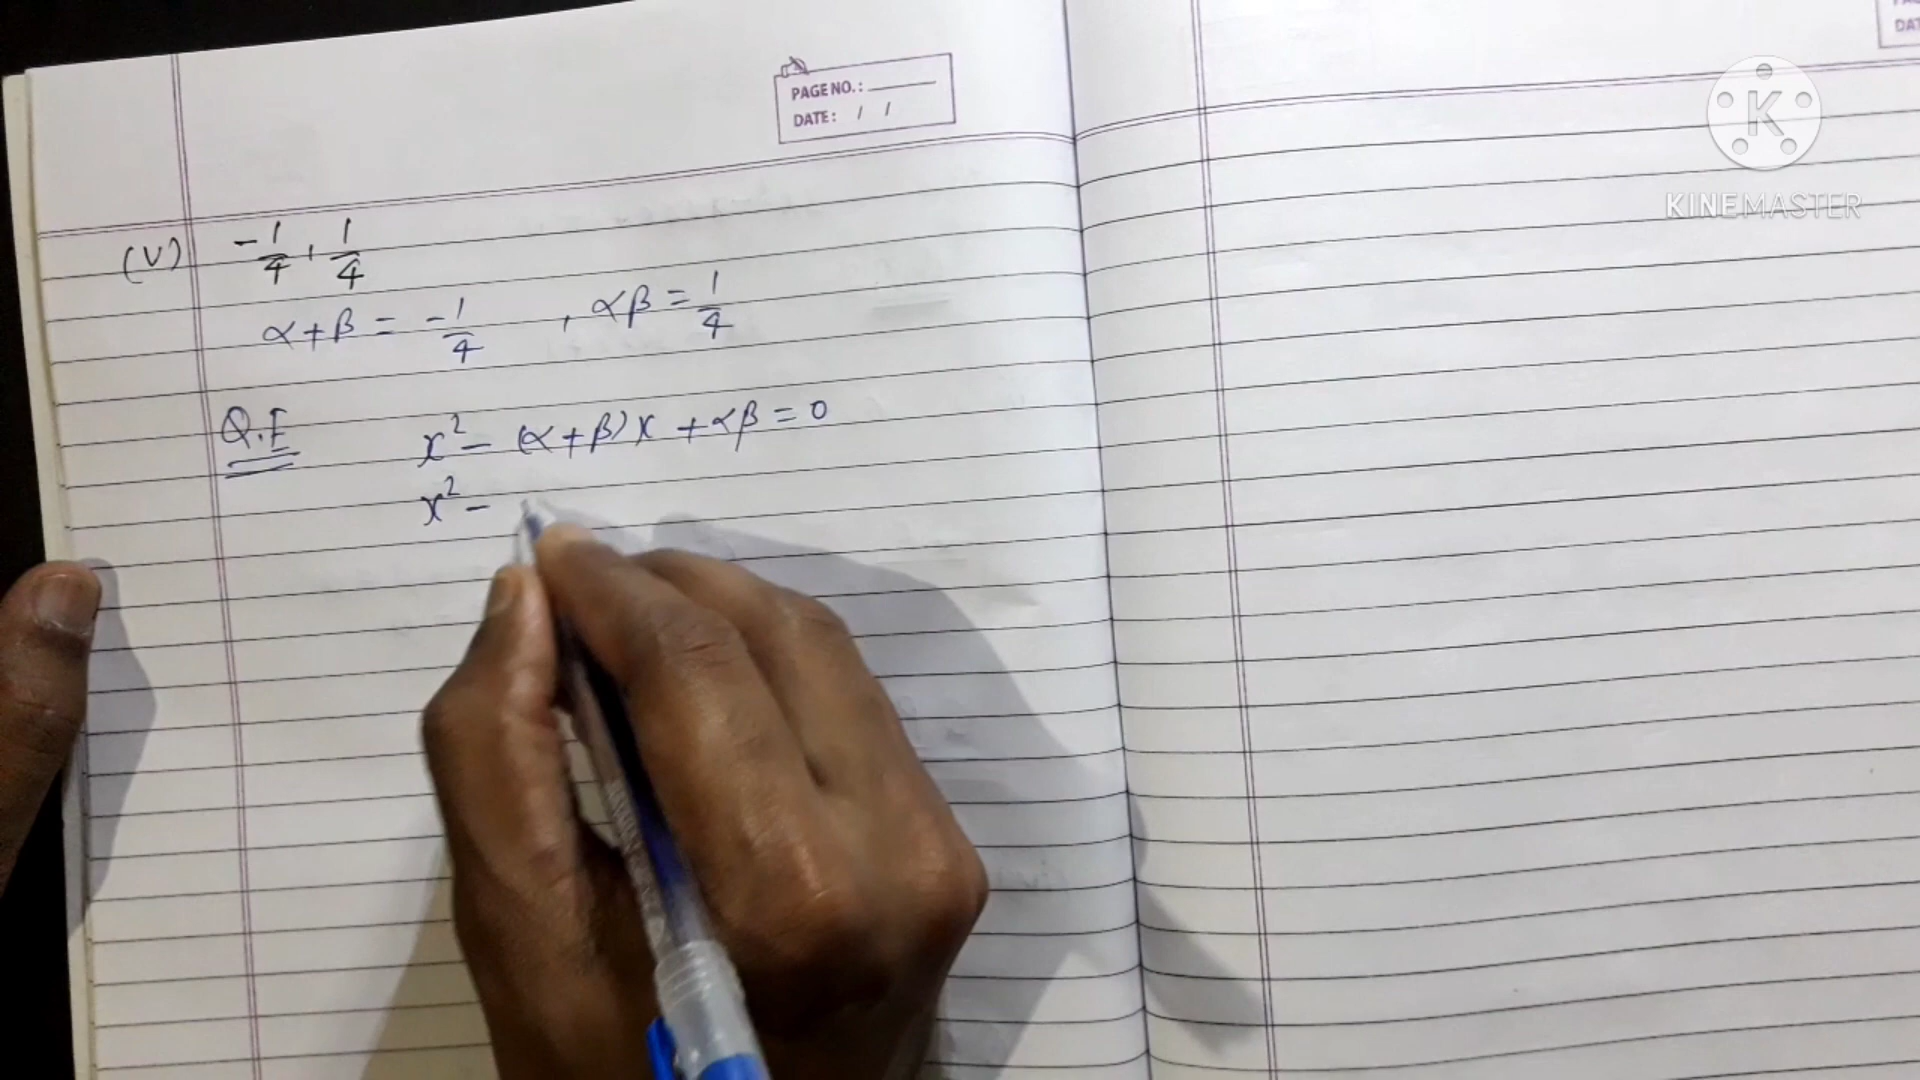 PAGE NO. :
DATE : / /
KINEMASTER
(V) -1/4 , 1/4
α+β = -1/4 , αβ = 1/4
Q.E x² - (α+β)x + αβ = 0
x² -